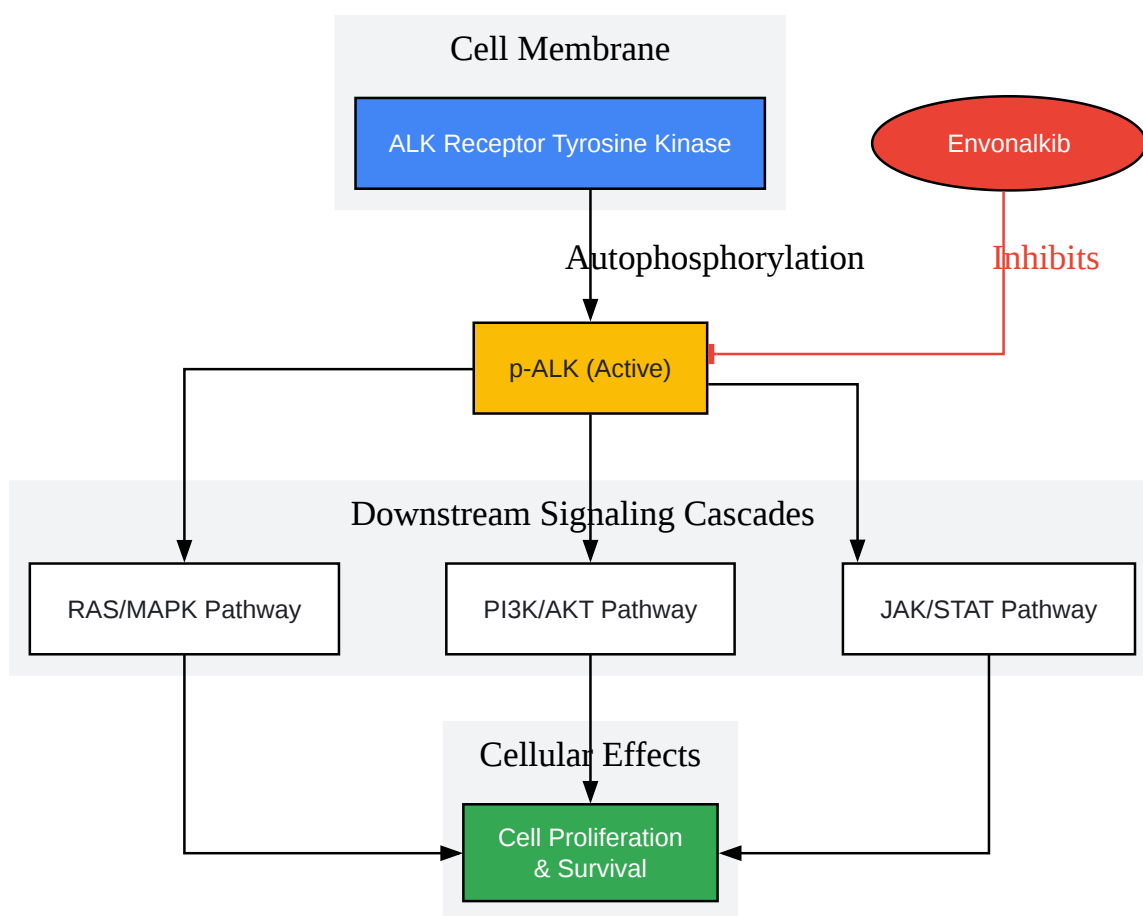 Cell Membrane
ALK Receptor Tyrosine Kinase
Envonalkib
Autophosphorylation
Inhibits
p-ALK (Active)
Downstream Signaling Cascades
RAS/MAPK Pathway
PI3K/AKT Pathway
JAK/STAT Pathway
Cellular Effects
Cell Proliferation
& Survival